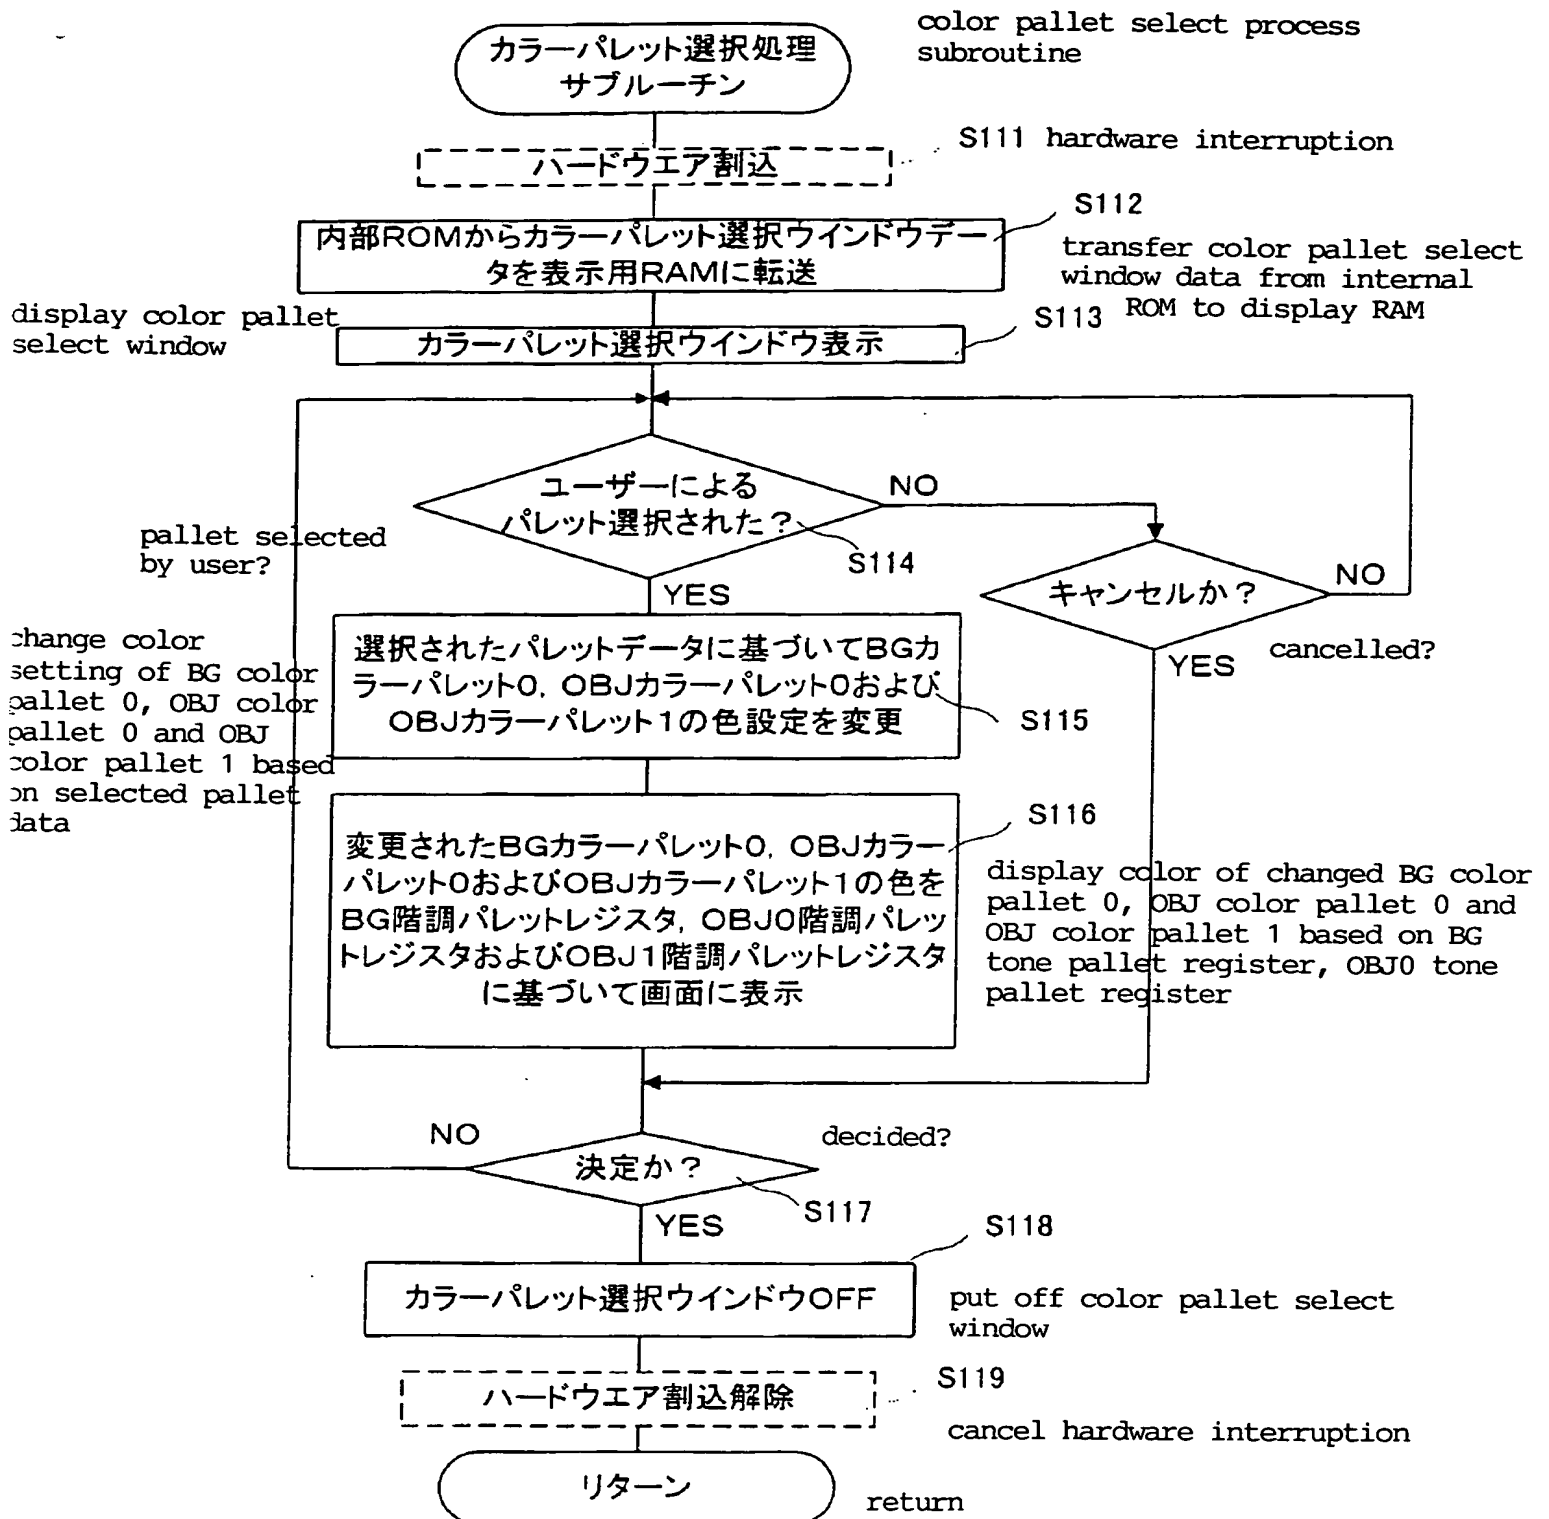 カラーパレット選択処理
サブルーチン
color pallet select process
subroutine
ハードウエア割込
S111 hardware interruption
S112
内部ROMからカラーパレット選択ウインドウデー
タを表示用RAMに転送
transfer color pallet select
window data from internal
ROM to display RAM
display color pallet
select window
S113
カラーパレット選択ウインドウ表示
ユーザーによる
パレット選択された?
NO
pallet selected
by user?
S114
YES
キャンセルか?
NO
cancelled?
YES
change color
setting of BG color
pallet 0, OBJ color
pallet 0 and OBJ
color pallet 1 based
on selected pallet
data
選択されたパレットデータに基づいてBGカ
ラーパレット0, OBJカラーパレット0および
OBJカラーパレット1の色設定を変更
S115
S116
変更されたBGカラーパレット0, OBJカラー
パレット0およびOBJカラーパレット1の色を
BG階調パレットレジスタ, OBJ0階調パレッ
トレジスタおよびOBJ1階調パレットレジスタ
に基づいて画面に表示
display color of changed BG color
pallet 0, OBJ color pallet 0 and
OBJ color pallet 1 based on BG
tone pallet register, OBJ0 tone
pallet register
NO
decided?
決定か?
S117
YES
S118
カラーパレット選択ウインドウOFF
put off color pallet select
window
ハードウエア割込解除
S119
cancel hardware interruption
リターン
return